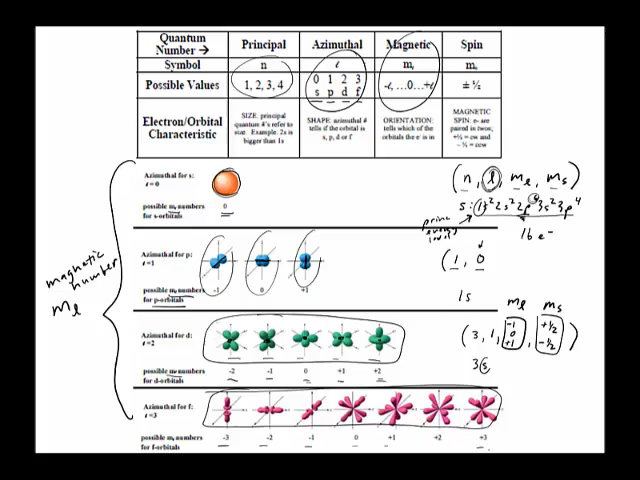 Quantum Number → Principal Azimuthal Magnetic Spin
Symbol n ℓ mℓ ms
Possible Values 1, 2, 3, 4 0 1 2 3 -ℓ, ...0... +ℓ ± ½
s p d f
Electron/Orbital Characteristic
SIZE: principal quantum #'s refer to size. Example: 2s is bigger than 1s
SHAPE: azimuthal # tells if the orbital is s, p, d or f
ORIENTATION: tells which of the orbitals the e- is in
MAGNETIC SPIN: e- are paired in twos; +½ = cw and – ½ = ccw
Azimuthal for s:
ℓ=0
possible mℓ numbers 0
for s-orbitals
(n, ℓ, mℓ, ms)
S: 1s² 2s² 2p⁶ 3s² 3p⁴
energy level
16 e⁻
magnetic number
mℓ
Azimuthal for p:
ℓ=1
possible mℓ numbers -1 0 +1
for p-orbitals
(1, 0
1s
Azimuthal for d:
ℓ=2
possible mℓ numbers -2 -1 0 +1 +2
for d-orbitals
mℓ ms
(3, 1, -1 0 +1, +1/2 -1/2)
Azimuthal for f:
ℓ=3
possible mℓ numbers -3 -2 -1 0 +1 +2 +3
for f-orbitals